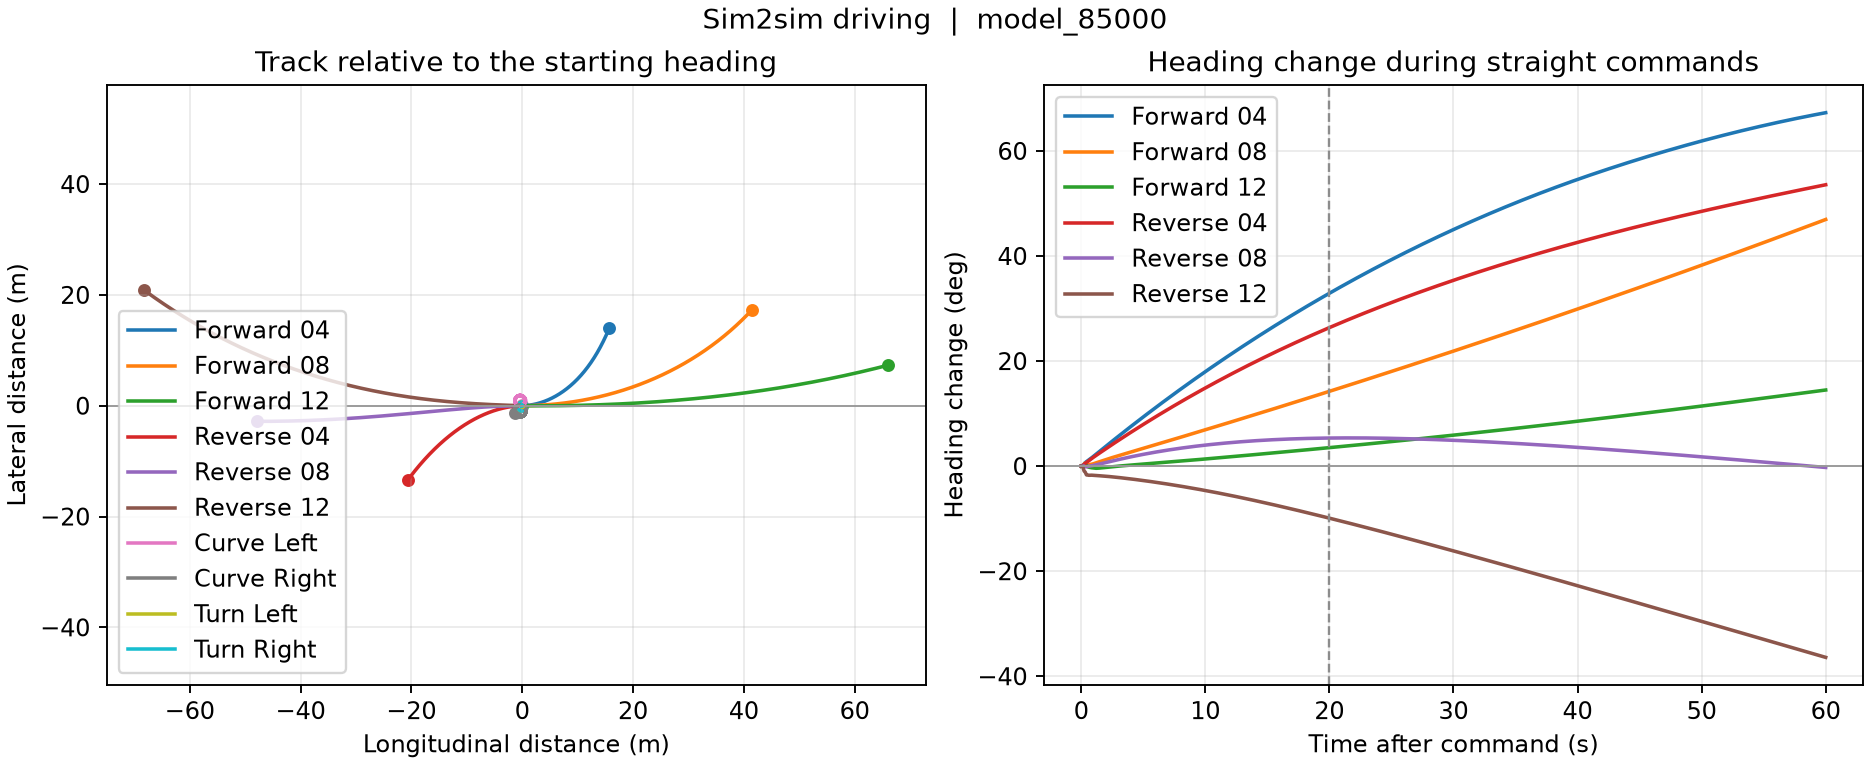 Sim2sim driving | model_85000
Track relative to the starting heading
Lateral distance (m)
40
20
0
−20
−40
Forward 04
Forward 08
Forward 12
Reverse 04
Reverse 08
Reverse 12
Curve Left
Curve Right
Turn Left
Turn Right
−60 −40 −20 0 20 40 60
Longitudinal distance (m)
Heading change during straight commands
Heading change (deg)
60
40
20
0
−20
−40
Forward 04
Forward 08
Forward 12
Reverse 04
Reverse 08
Reverse 12
0 10 20 30 40 50 60
Time after command (s)